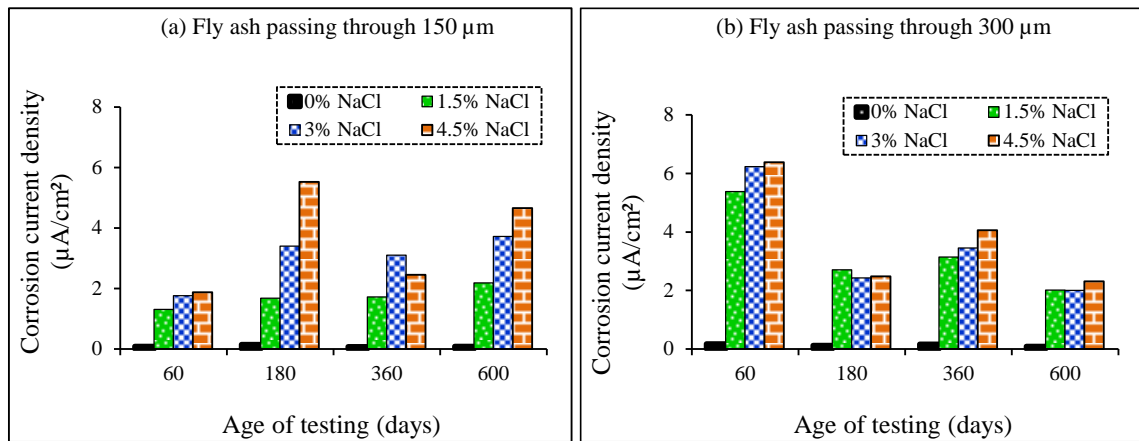 (a) Fly ash passing through 150 µm
0% NaCl 1.5% NaCl
3% NaCl 4.5% NaCl
Corrosion current density
(µA/cm²)
8
6
4
2
0
60 180 360 600
Age of testing (days)
(b) Fly ash passing through 300 µm
0% NaCl 1.5% NaCl
3% NaCl 4.5% NaCl
Corrosion current density
(µA/cm²)
8
6
4
2
0
60 180 360 600
Age of testing (days)